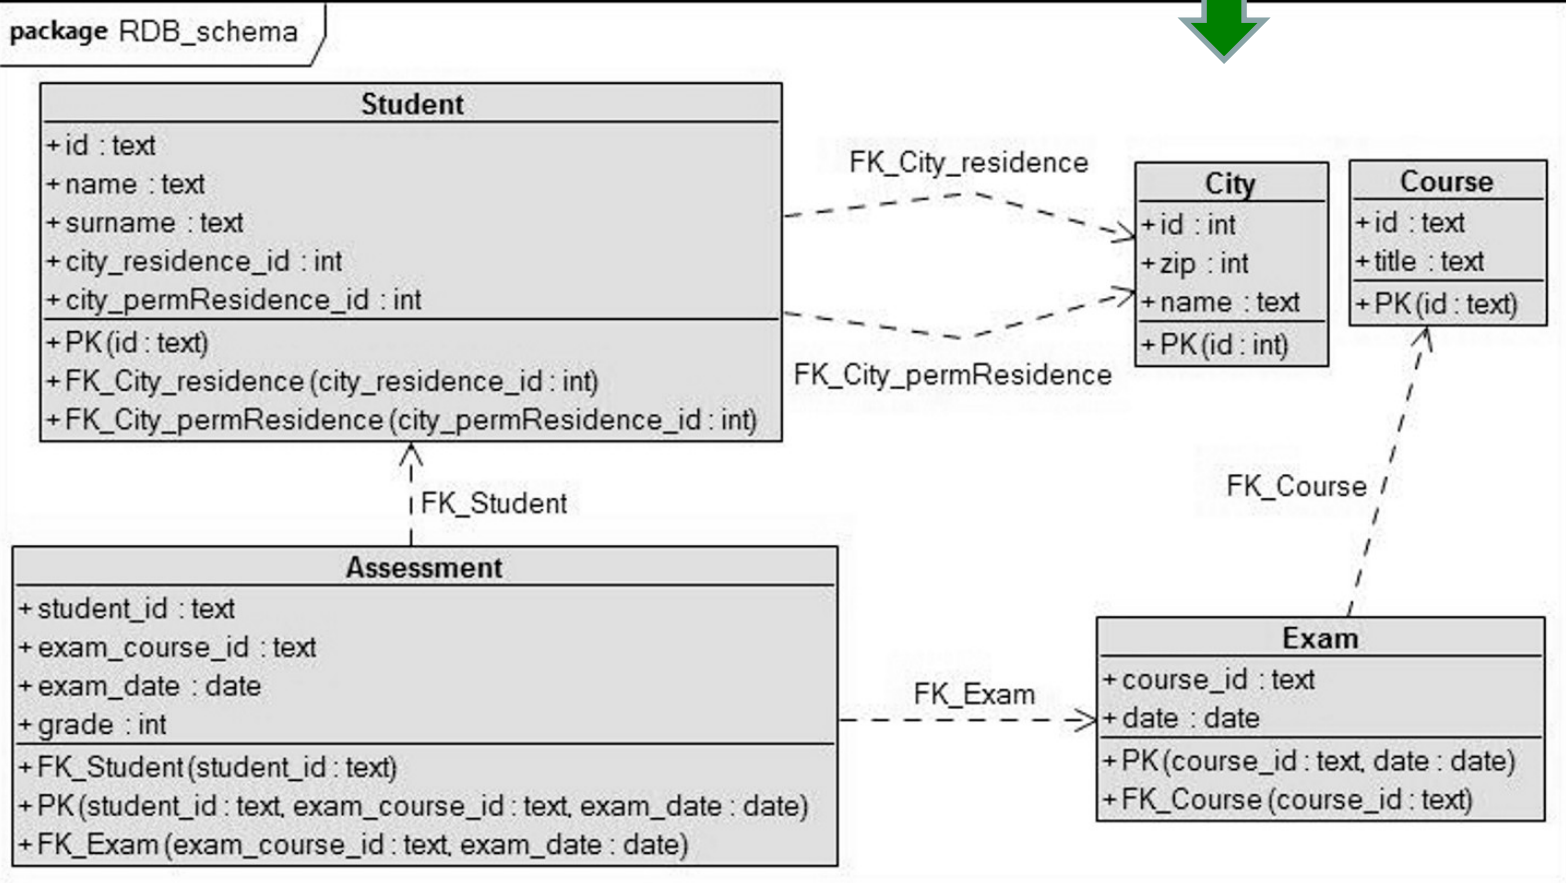 package RDB_schema
Student
+ id : text
+ name : text
+ surname : text
+ city_residence_id : int
+ city_permResidence_id : int
+ PK (id : text)
+ FK_City_residence (city_residence_id : int)
+ FK_City_permResidence (city_permResidence_id : int)
FK_City_residence
FK_City_permResidence
City
+ id : int
+ zip : int
+ name : text
+ PK (id : int)
Course
+ id : text
+ title : text
+ PK (id : text)
FK_Student
FK_Course
Assessment
+ student_id : text
+ exam_course_id : text
+ exam_date : date
+ grade : int
+ FK_Student (student_id : text)
+ PK (student_id : text, exam_course_id : text, exam_date : date)
+ FK_Exam (exam_course_id : text, exam_date : date)
FK_Exam
Exam
+ course_id : text
+ date : date
+ PK (course_id : text, date : date)
+ FK_Course (course_id : text)